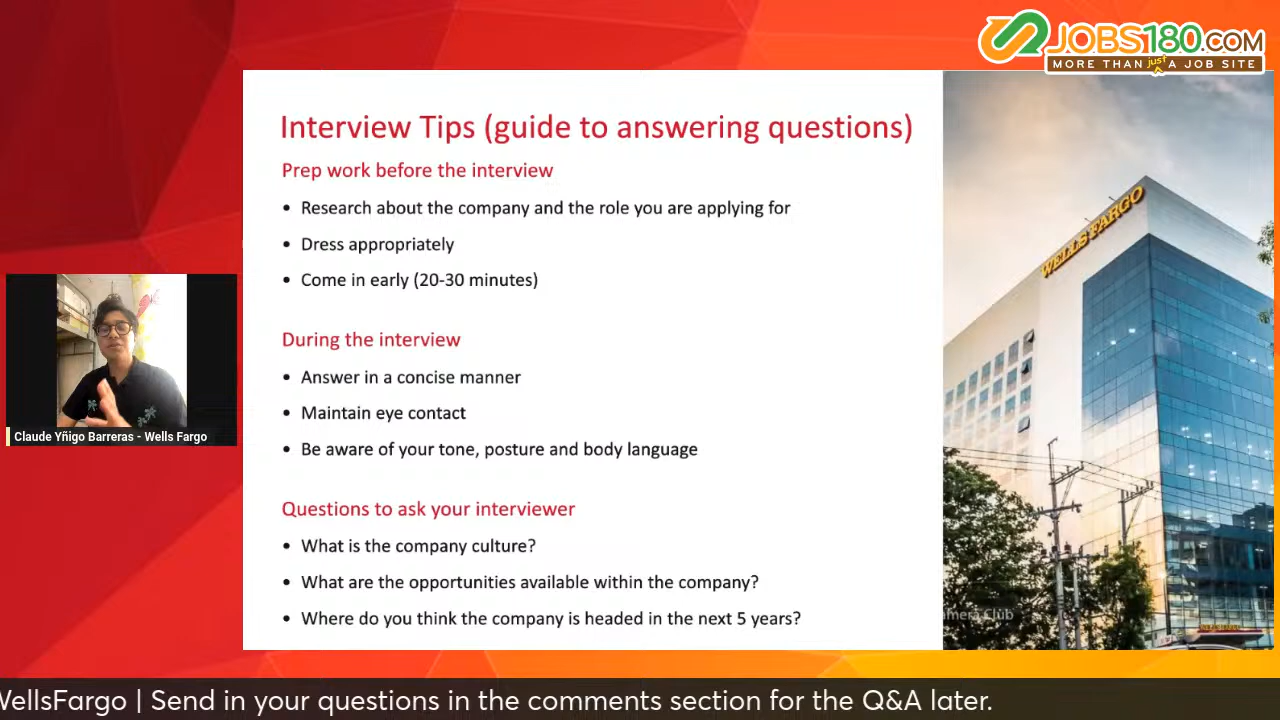 JOBS180.COM
MORE THAN just A JOB SITE
Interview Tips (guide to answering questions)
Prep work before the interview
• Research about the company and the role you are applying for
• Dress appropriately
• Come in early (20-30 minutes)
During the interview
• Answer in a concise manner
• Maintain eye contact
• Be aware of your tone, posture and body language
Questions to ask your interviewer
• What is the company culture?
• What are the opportunities available within the company?
• Where do you think the company is headed in the next 5 years?
WELLS FARGO
Claude Yñigo Barreras - Wells Fargo
Club
WellsFargo | Send in your questions in the comments section for the Q&A later.